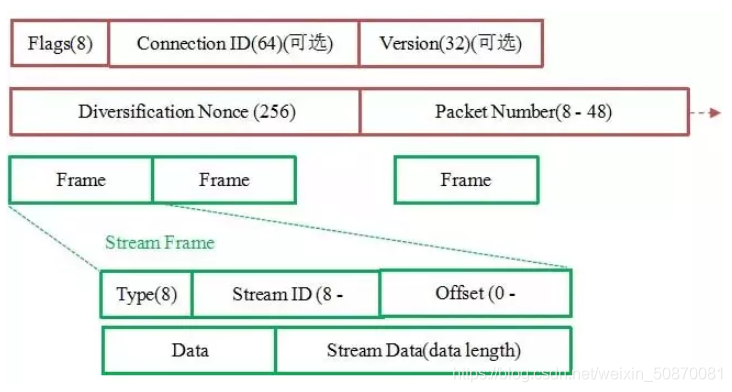 Flags(8) Connection ID(64)(可选) Version(32)(可选)
Diversification Nonce (256) Packet Number(8 - 48)
Frame Frame Frame
Stream Frame
Type(8) Stream ID (8 - Offset (0 -
Data Stream Data(data length)
https://blog.csdn.net/weixin_50870081